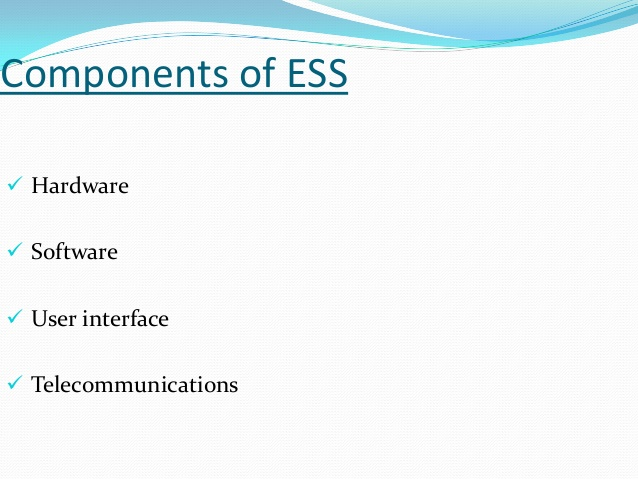 Components of ESS
✓ Hardware
✓ Software
✓ User interface
✓ Telecommunications